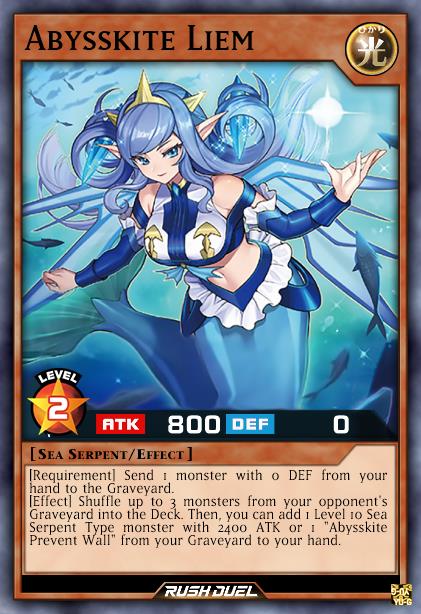 ABYSSKITE LIEM
ひかり
光
LEVEL
2
ATK 800 DEF 0
[SEA SERPENT/EFFECT]
[Requirement] Send 1 monster with 0 DEF from your
hand to the Graveyard.
[Effect] Shuffle up to 3 monsters from your opponent's
Graveyard into the Deck. Then, you can add 1 Level 10 Sea
Serpent Type monster with 2400 ATK or 1 "Abysskite
Prevent Wall" from your Graveyard to your hand.
RUSH DUEL